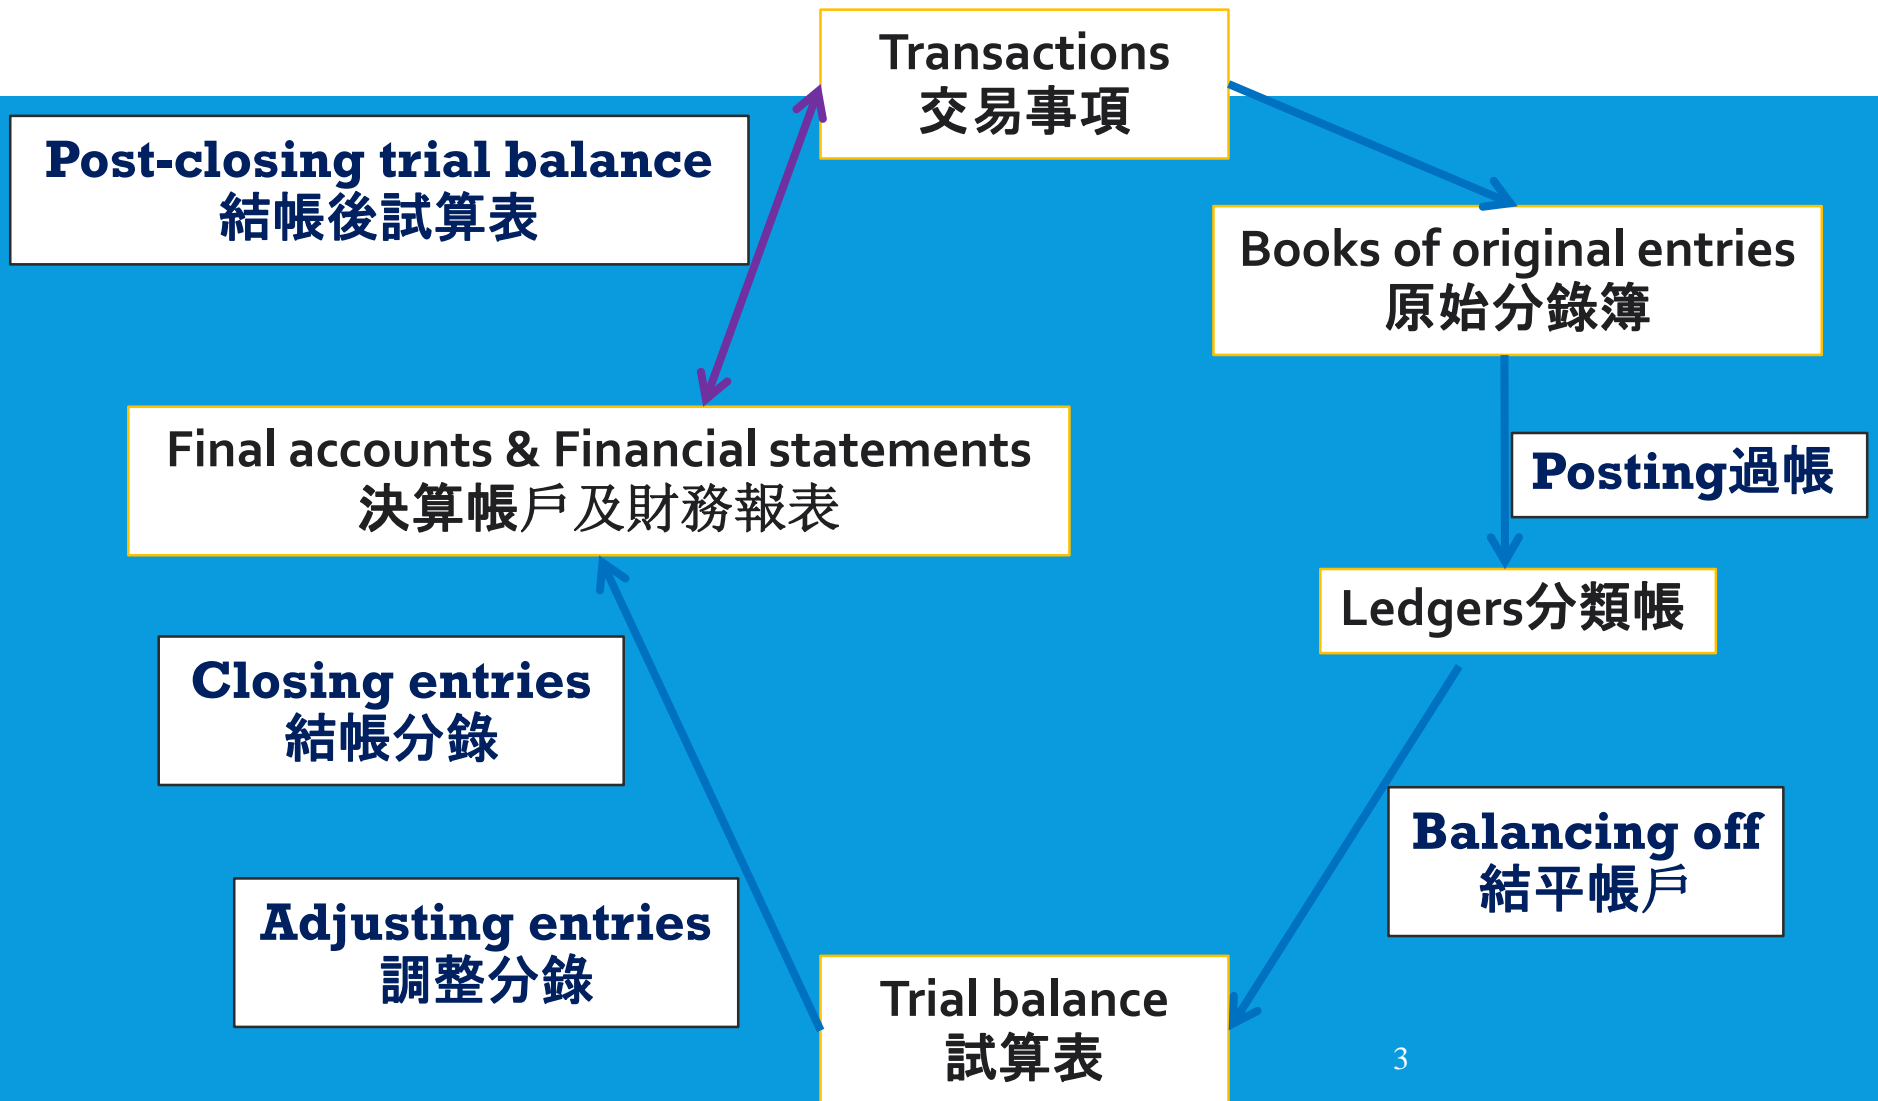 Transactions
交易事項
Post-closing trial balance
結帳後試算表
Books of original entries
原始分錄簿
Final accounts & Financial statements
決算帳戶及財務報表
Posting過帳
Ledgers分類帳
Closing entries
結帳分錄
Balancing off
結平帳戶
Adjusting entries
調整分錄
Trial balance
試算表
3